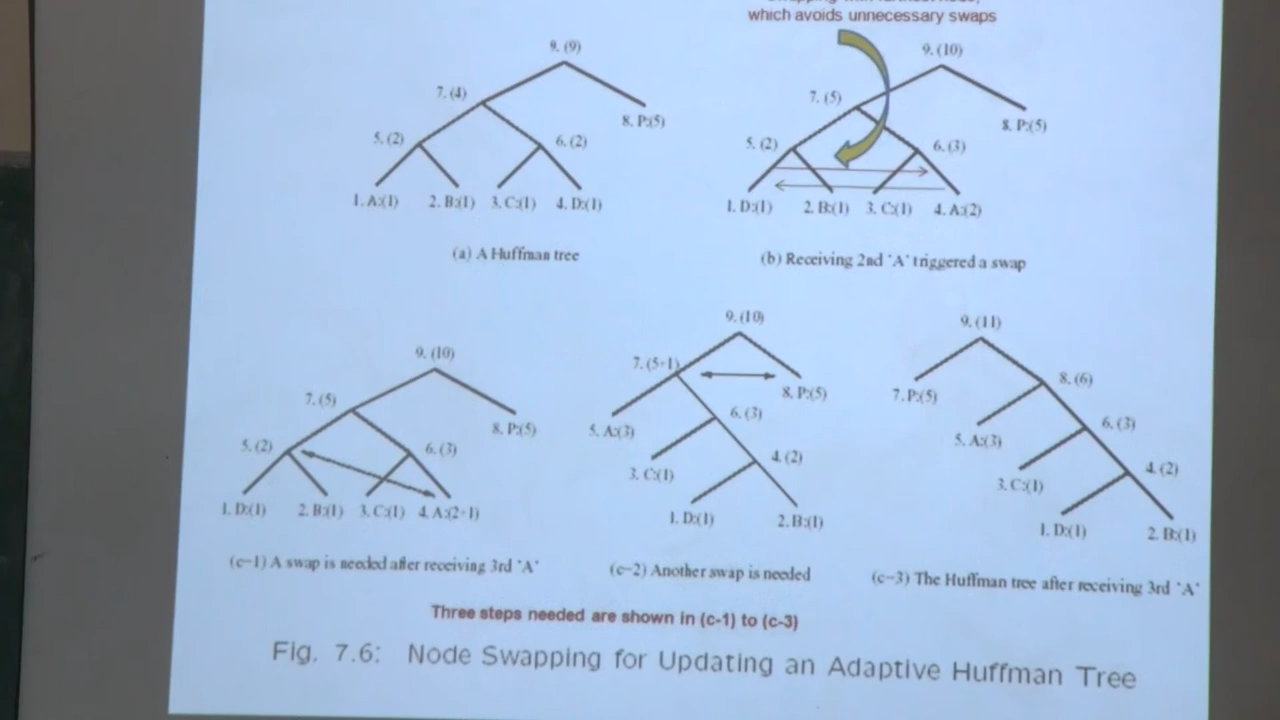 which avoids unnecessary swaps
9. (9)
7. (4)
8. P:(5)
5. (2)
6. (2)
1. A:(1) 2. B:(1) 3. C:(1) 4. D:(1)
(a) A Huffman tree
9. (10)
7. (5)
8. P:(5)
5. (2)
6. (3)
1. D:(1) 2. B:(1) 3. C:(1) 4. A:(2)
(b) Receiving 2nd 'A' triggered a swap
9. (10)
7. (5)
8. P:(5)
5. (2)
6. (3)
1. D:(1) 2. B:(1) 3. C:(1) 4. A:(2+1)
(c-1) A swap is needed after receiving 3rd 'A'
9. (10)
7. (5+1)
8. P:(5)
5. A:(3)
6. (3)
3. C:(1)
4. (2)
1. D:(1)
2. B:(1)
(c-2) Another swap is needed
9. (11)
7. P:(5)
8. (6)
5. A:(3)
6. (3)
3. C:(1)
4. (2)
1. D:(1)
2. B:(1)
(c-3) The Huffman tree after receiving 3rd 'A'
Three steps needed are shown in (c-1) to (c-3)
Fig. 7.6: Node Swapping for Updating an Adaptive Huffman Tree